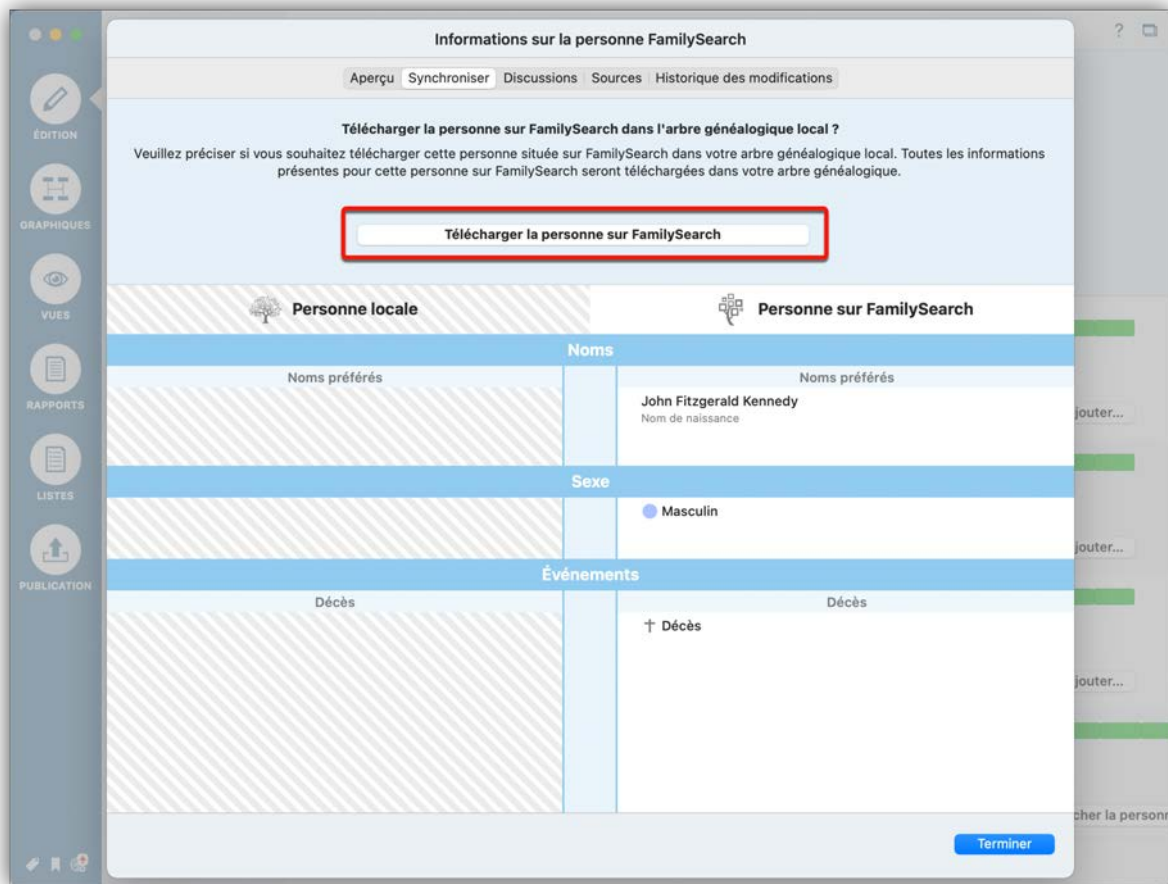 Informations sur la personne FamilySearch
Aperçu Synchroniser Discussions Sources Historique des modifications
Télécharger la personne sur FamilySearch dans l'arbre généalogique local ?
Veuillez préciser si vous souhaitez télécharger cette personne située sur FamilySearch dans votre arbre généalogique local. Toutes les informations
présentes pour cette personne sur FamilySearch seront téléchargées dans votre arbre généalogique.
Télécharger la personne sur FamilySearch
Personne locale
Personne sur FamilySearch
Noms
Noms préférés
Noms préférés
John Fitzgerald Kennedy
Nom de naissance
Sexe
Masculin
Événements
Décès
Décès
Décès
Terminer
ÉDITION
GRAPHIQUES
VUES
RAPPORTS
LISTES
PUBLICATION
?
jouter...
jouter...
jouter...
cher la personn